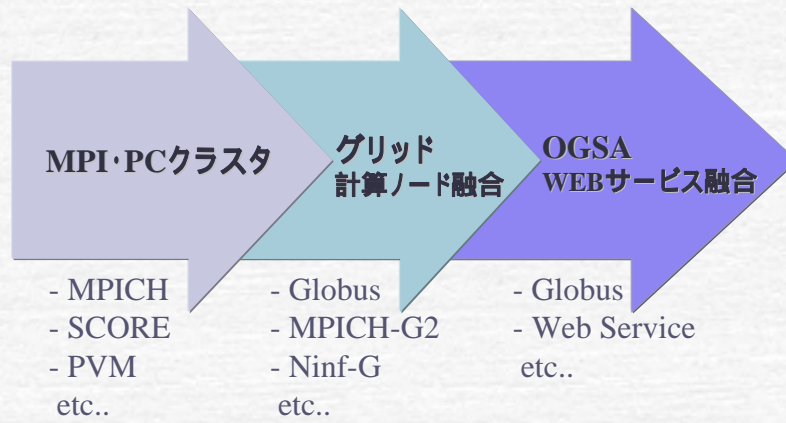 MPI・PCクラスタ
- MPICH
- SCORE
- PVM
etc..
グリッド
計算ノード融合
- Globus
- MPICH-G2
- Ninf-G
etc..
OGSA
WEBサービス融合
- Globus
- Web Service
etc..